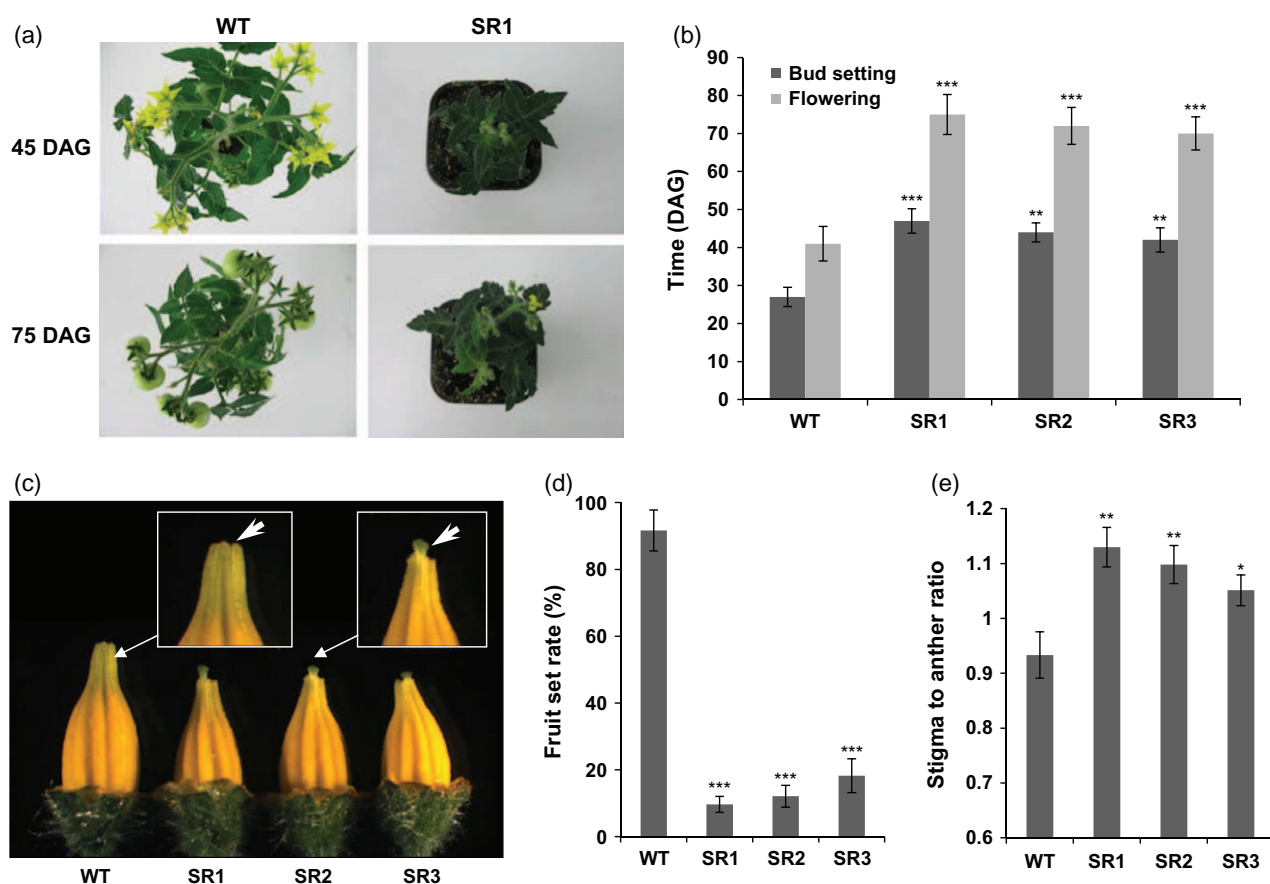 (a)
WT
SR1
45 DAG
75 DAG
(b)
90
80
70
60
50
40
30
20
10
0
Time (DAG)
Bud setting
Flowering
***
***
**
***
**
***
WT
SR1
SR2
SR3
(c)
WT
SR1
SR2
SR3
(d)
100
80
60
40
20
0
Fruit set rate (%)
***
***
***
WT
SR1
SR2
SR3
(e)
1.2
1.1
1
0.9
0.8
0.7
0.6
Stigma to anther ratio
**
**
*
WT
SR1
SR2
SR3